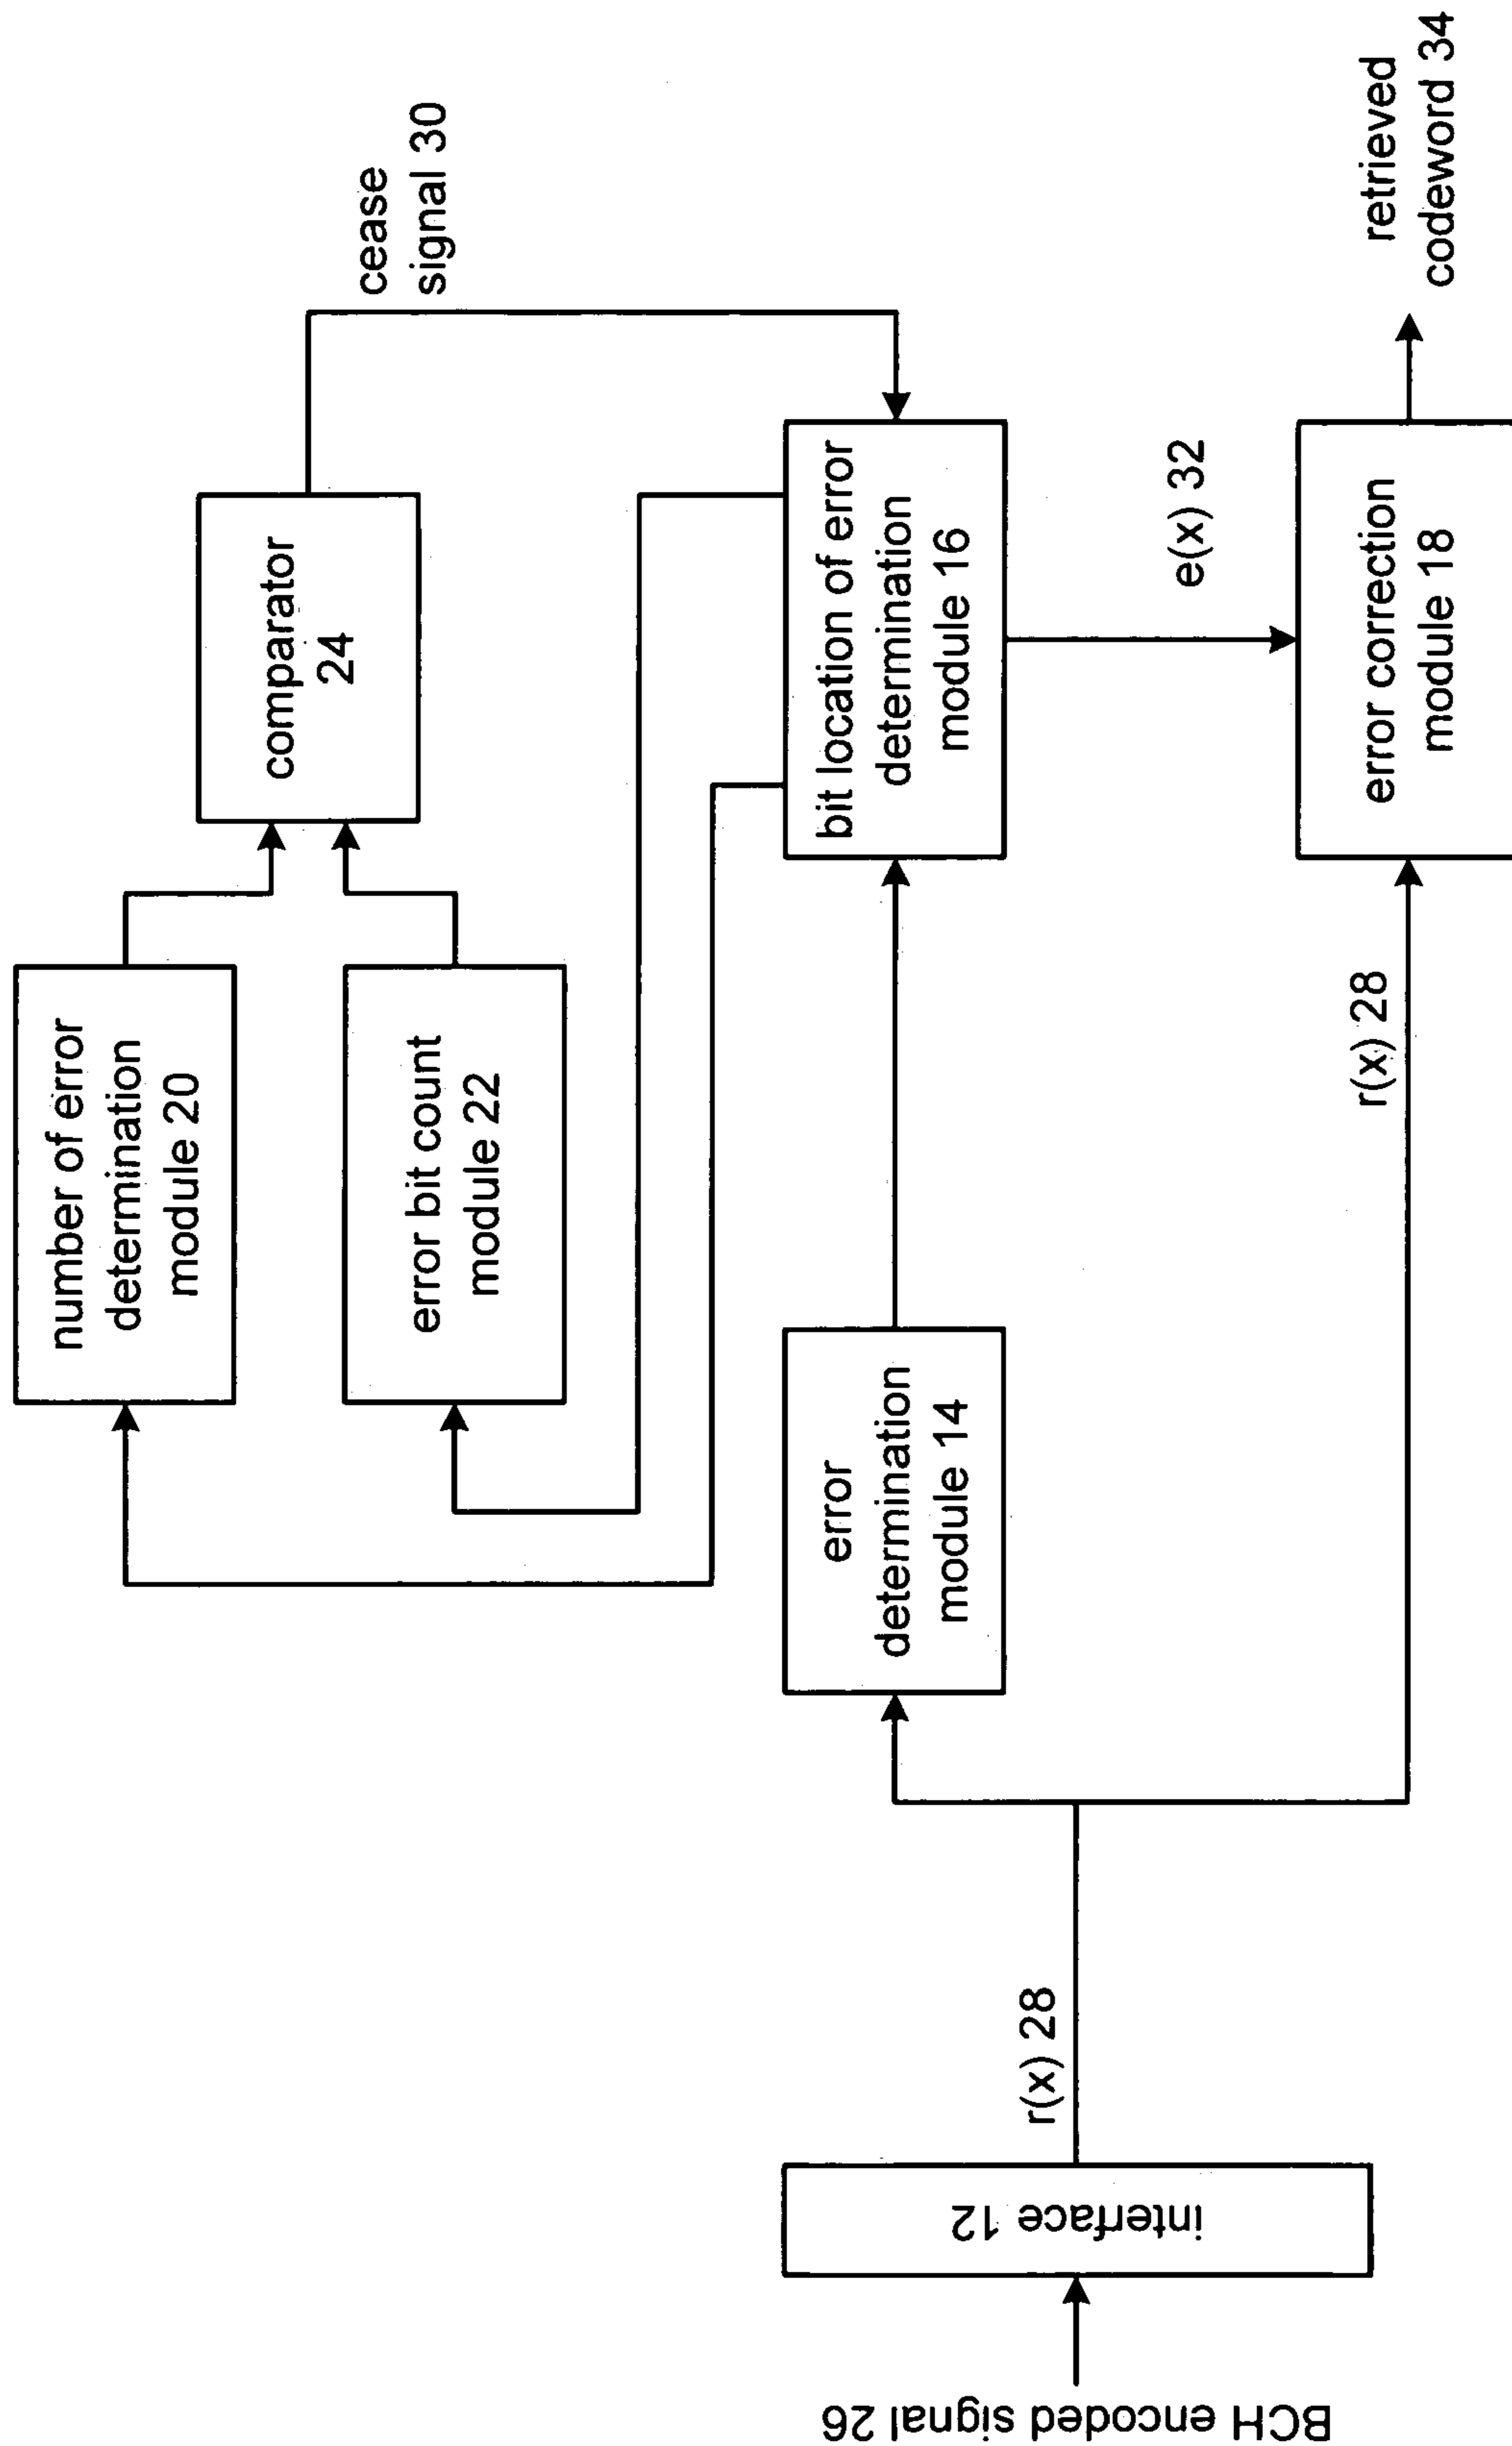 number of error
determination
module 20
error bit count
module 22
comparator
24
cease
signal 30
error
determination
module 14
bit location of error
determination
module 16
BCH encoded signal 26
interface 12
r(x) 28
e(x) 32
r(x) 28
error correction
module 18
retrieved
codeword 34